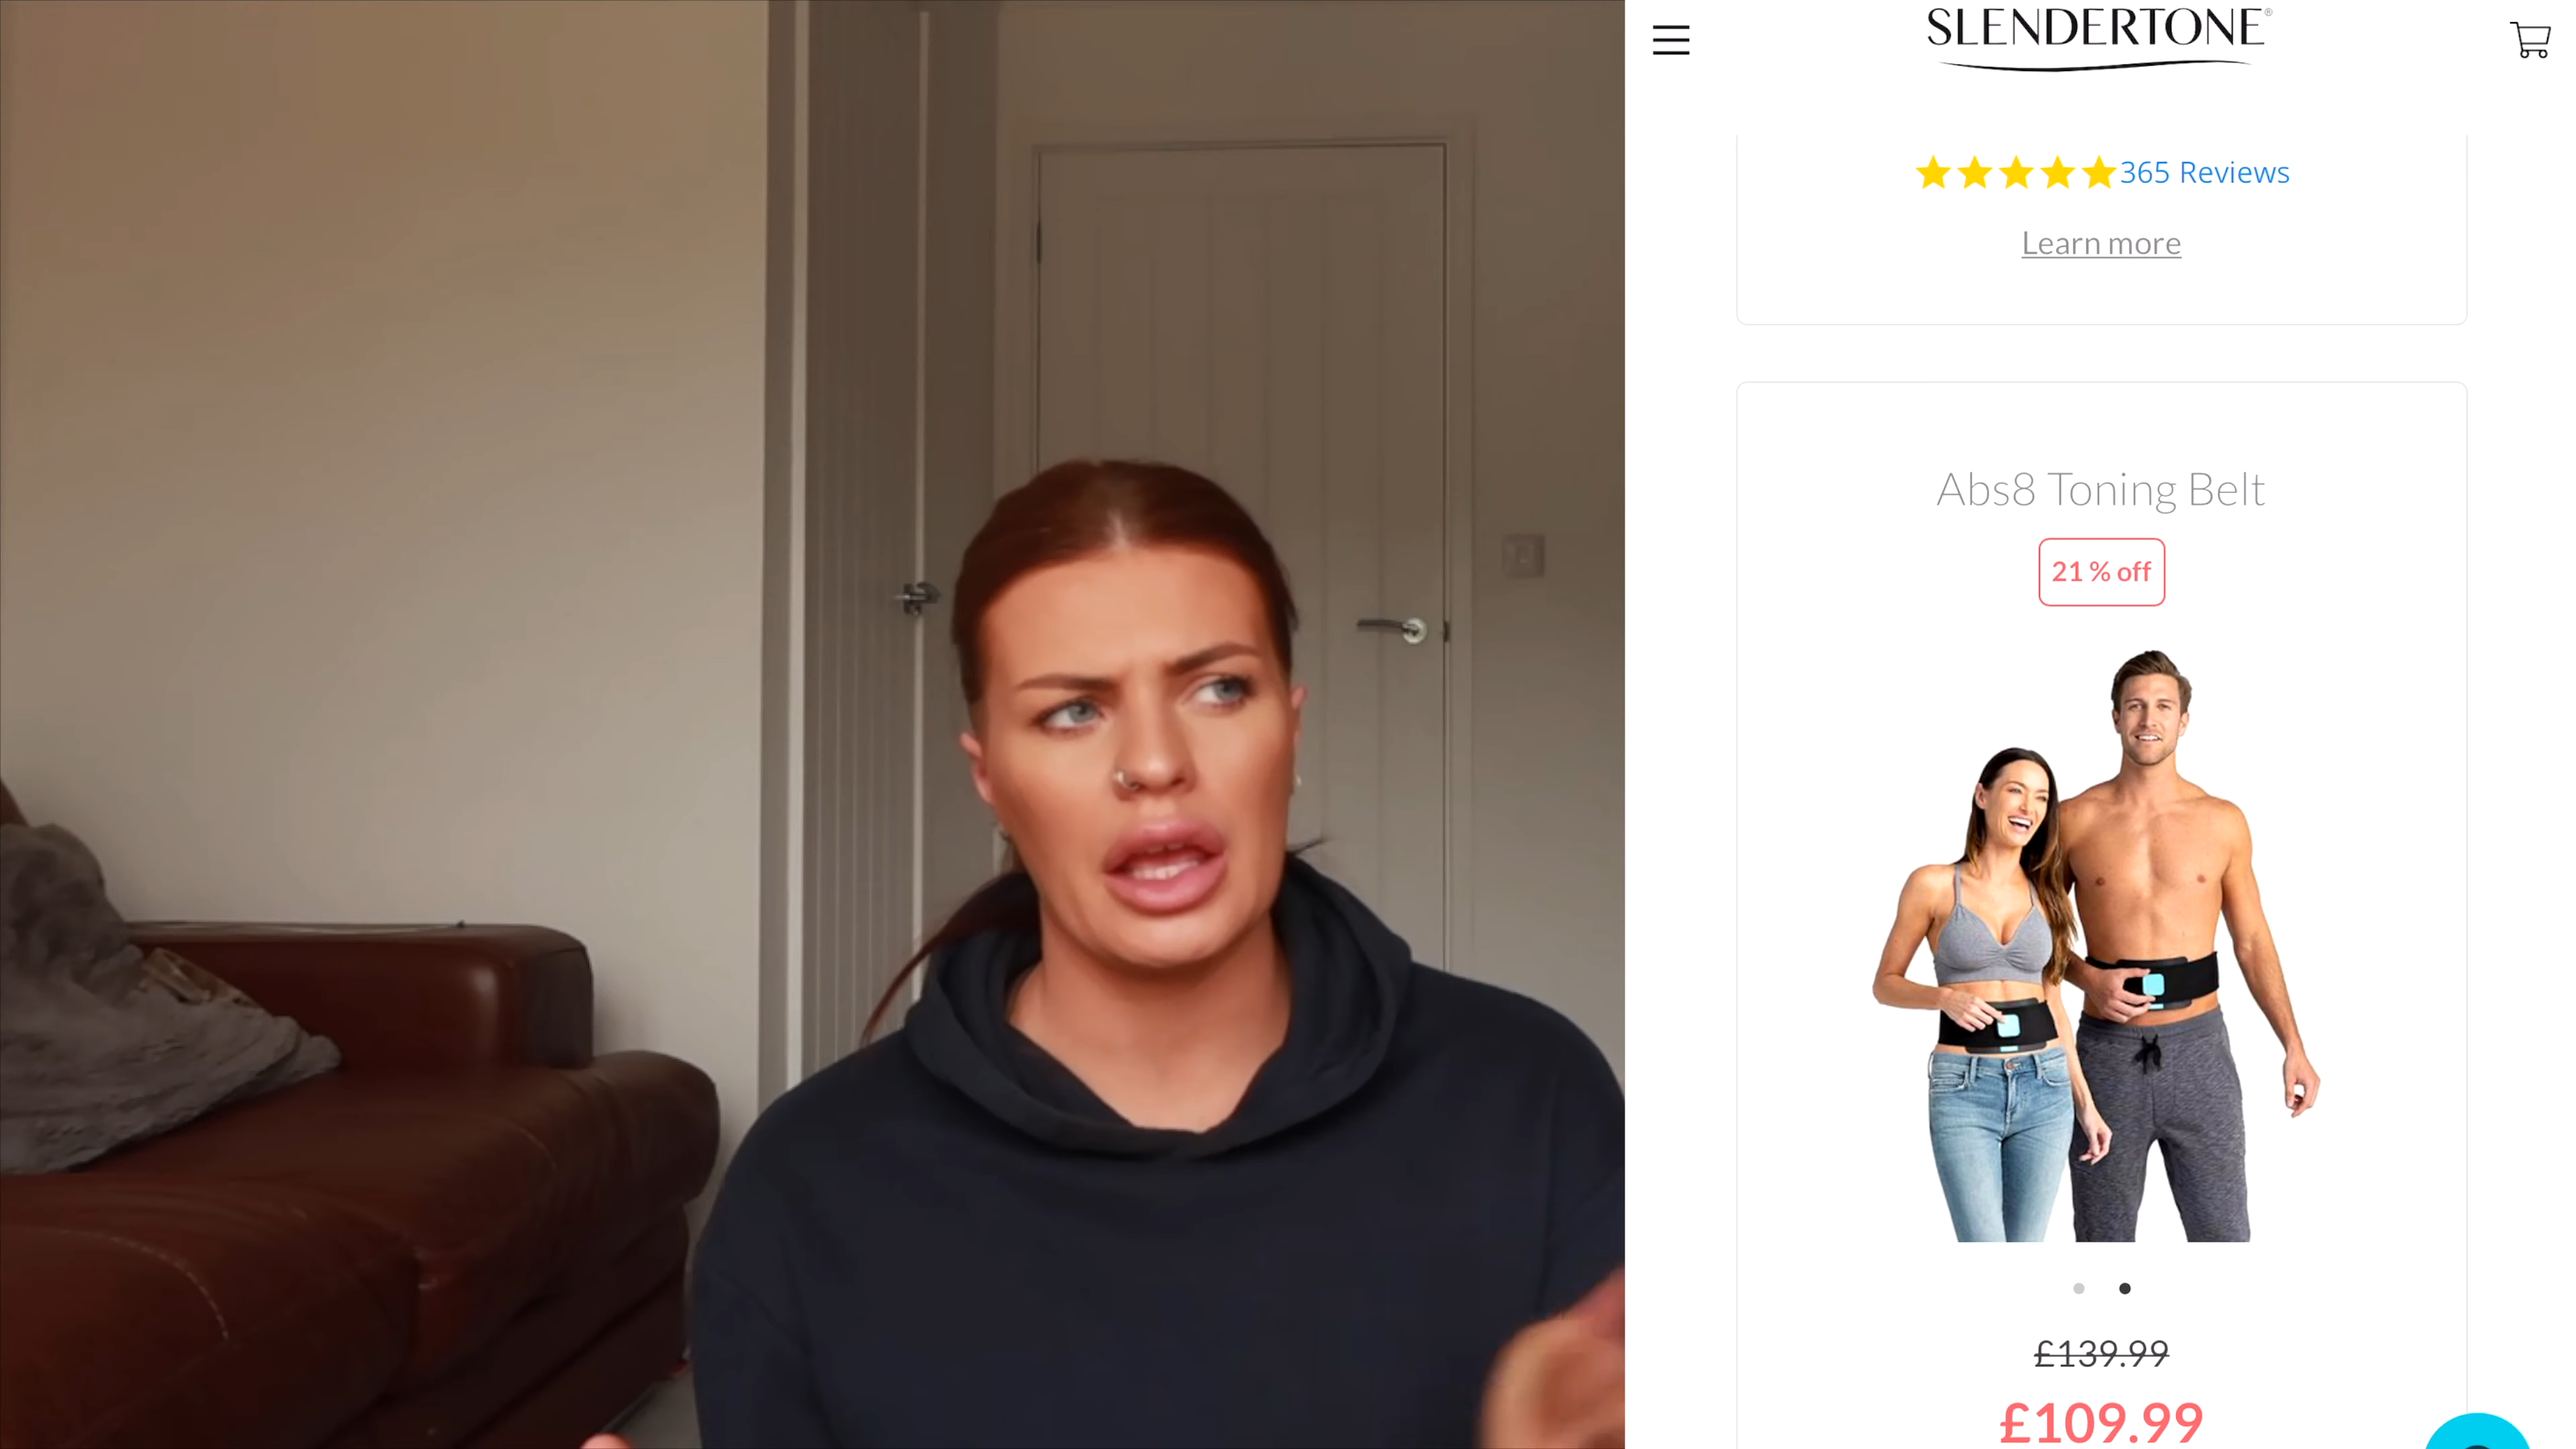 SLENDERTONE®
365 Reviews
Learn more
Abs8 Toning Belt
21% off
£139.99
£109.99